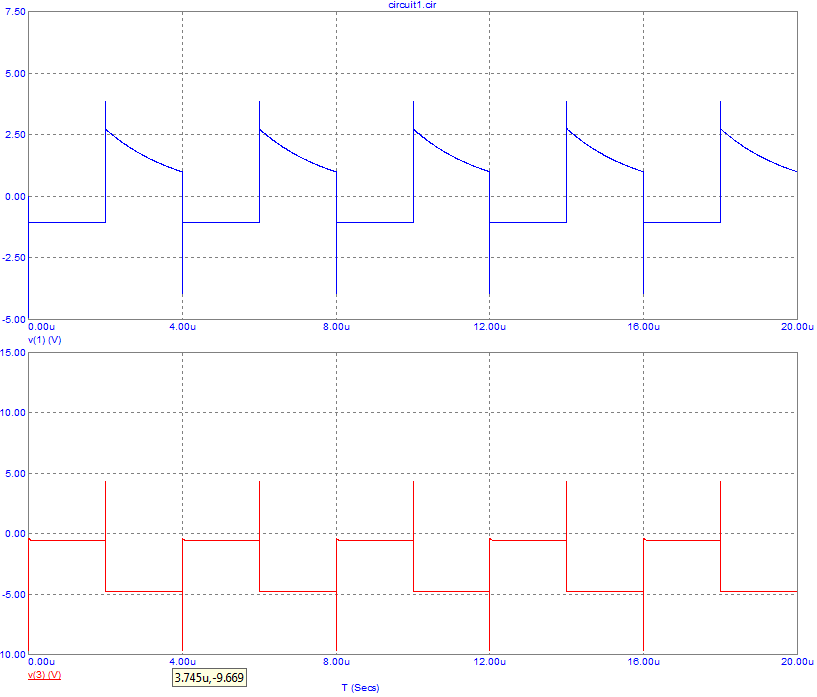 circuit1.cir
7.50
5.00
2.50
0.00
-2.50
-5.00
0.00u 4.00u 8.00u 12.00u 16.00u 20.00u
v(1) (V)
15.00
10.00
5.00
0.00
-5.00
10.00
0.00u 4.00u 8.00u 12.00u 16.00u 20.00u
v(3) (V)
3.745u,-9.669
T (Secs)